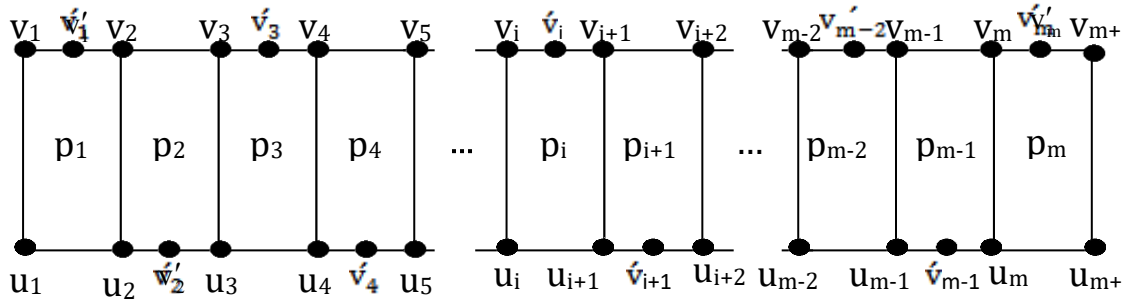 v₁ v́₁′ v₂ v₃ v́₃ v₄ v₅ vᵢ v́ᵢ vᵢ₊₁ vᵢ₊₂ vₘ₋₂ v′ₘ₋₂ vₘ₋₁ vₘ v́ₘ′ vₘ₊
p₁ p₂ p₃ p₄ ... pᵢ pᵢ₊₁ ... pₘ₋₂ pₘ₋₁ pₘ
u₁ u₂ v́₂′ u₃ u₄ v́₄ u₅ uᵢ uᵢ₊₁ v́ᵢ₊₁ uᵢ₊₂ uₘ₋₂ uₘ₋₁ v́ₘ₋₁ uₘ uₘ₊